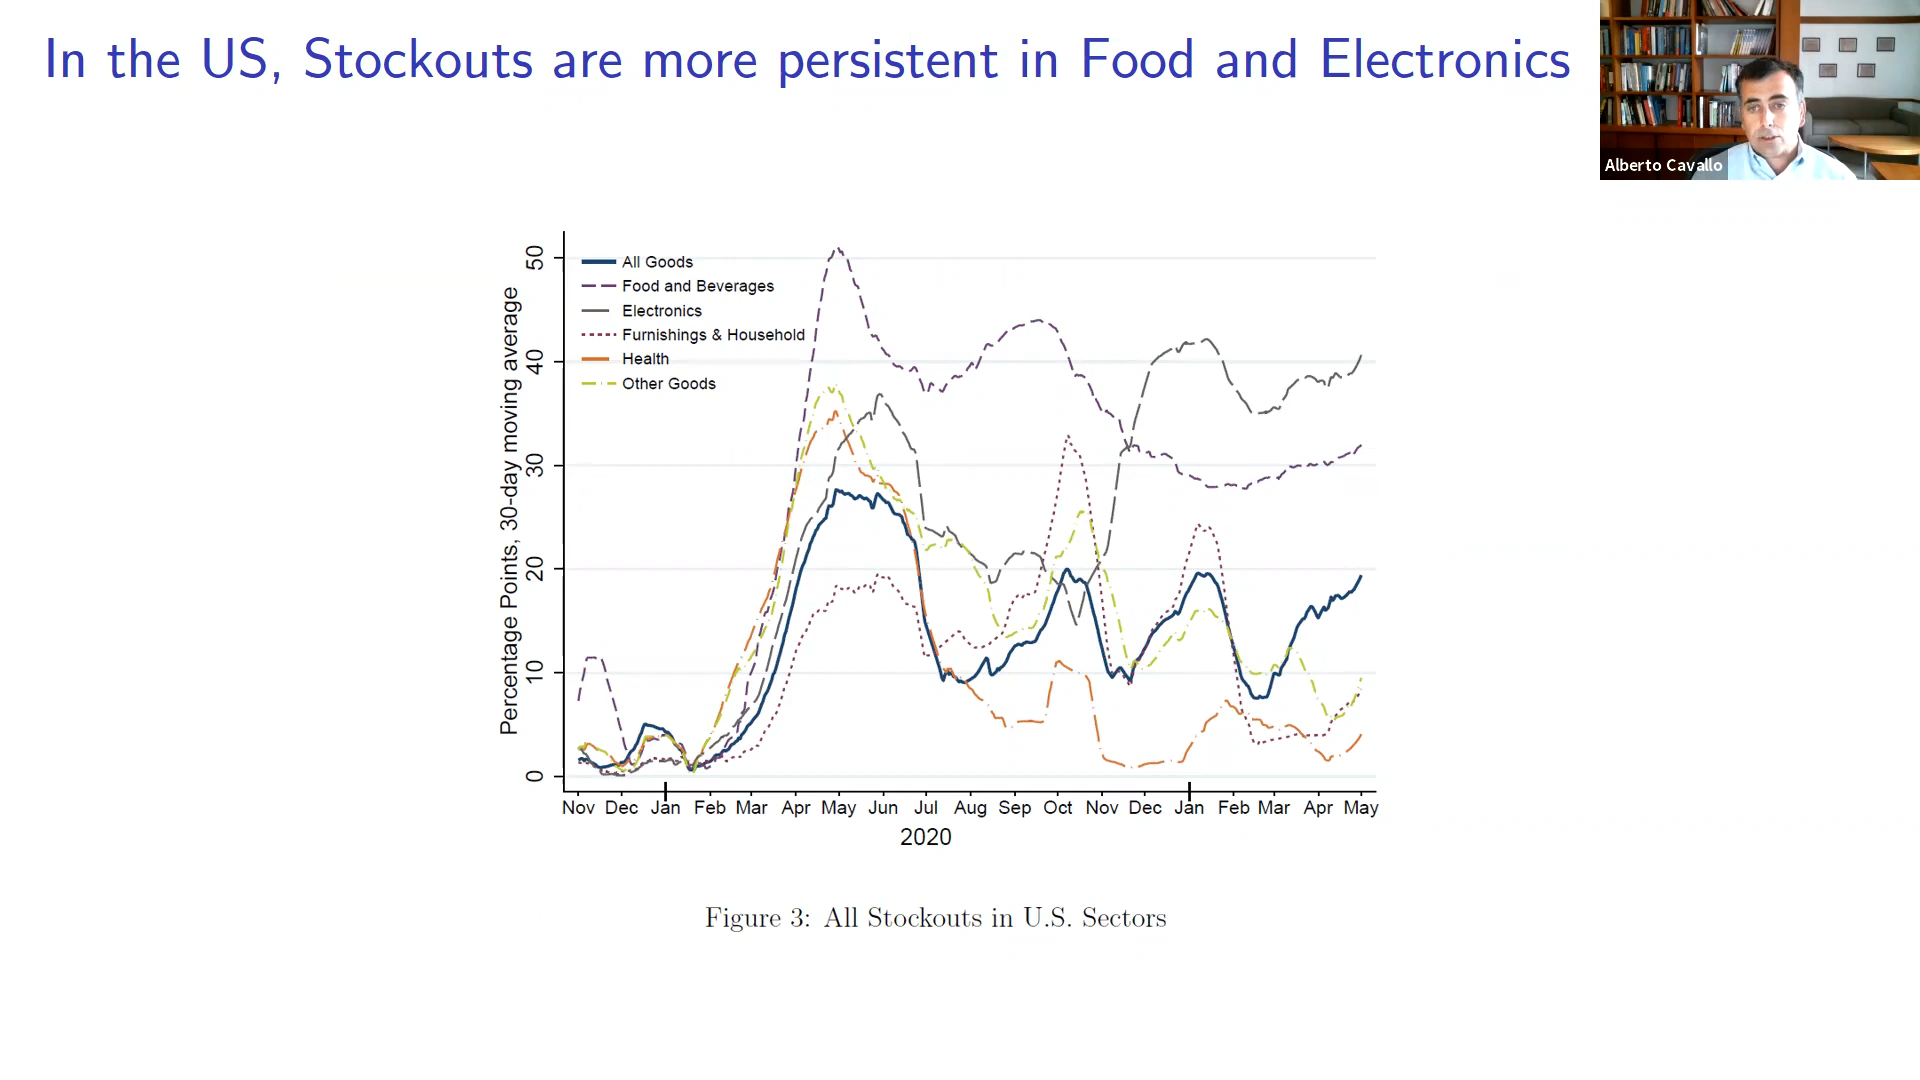 In the US, Stockouts are more persistent in Food and Electronics
Alberto Cavallo
Percentage Points, 30-day moving average
50
40
30
20
10
0
All Goods
Food and Beverages
Electronics
Furnishings & Household
Health
Other Goods
Nov Dec Jan Feb Mar Apr May Jun Jul Aug Sep Oct Nov Dec Jan Feb Mar Apr May
2020
Figure 3: All Stockouts in U.S. Sectors